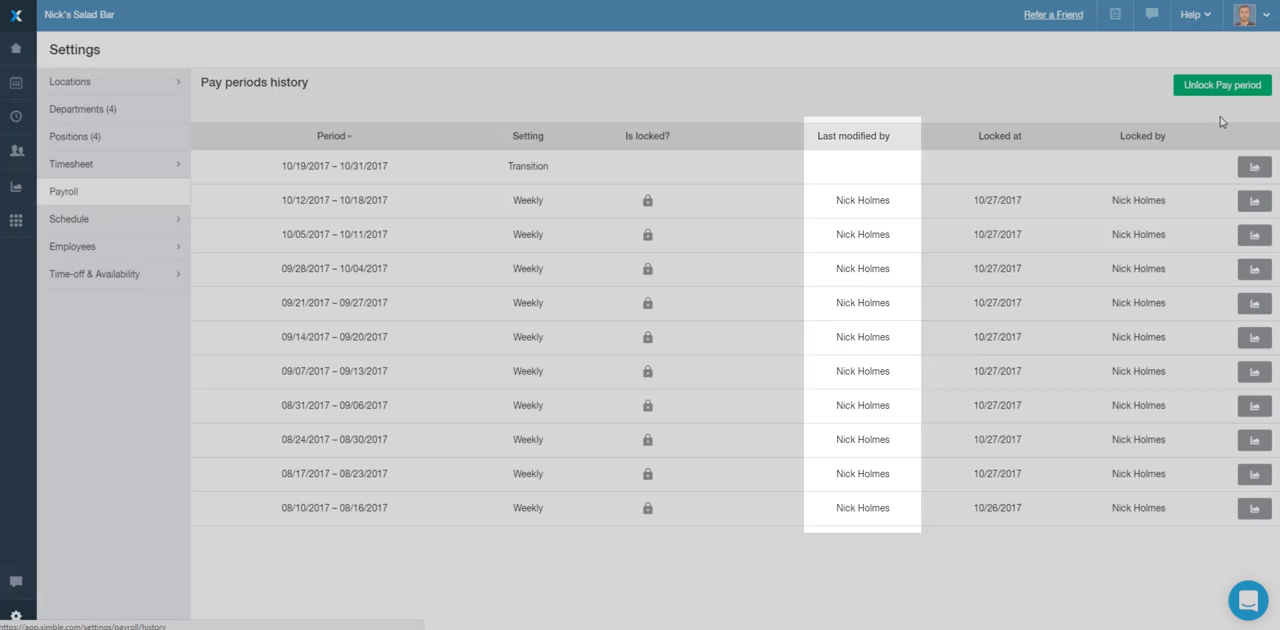 Nick's Salad Bar
Refer a Friend
Help
Settings
Locations
Departments (4)
Positions (4)
Timesheet
Payroll
Schedule
Employees
Time-off & Availability
Pay periods history
Unlock Pay period
Period Setting Is locked? Last modified by Locked at Locked by
10/19/2017 – 10/31/2017 Transition
10/12/2017 – 10/18/2017 Weekly Nick Holmes 10/27/2017 Nick Holmes
10/05/2017 – 10/11/2017 Weekly Nick Holmes 10/27/2017 Nick Holmes
09/28/2017 – 10/04/2017 Weekly Nick Holmes 10/27/2017 Nick Holmes
09/21/2017 – 09/27/2017 Weekly Nick Holmes 10/27/2017 Nick Holmes
09/14/2017 – 09/20/2017 Weekly Nick Holmes 10/27/2017 Nick Holmes
09/07/2017 – 09/13/2017 Weekly Nick Holmes 10/27/2017 Nick Holmes
08/31/2017 – 09/06/2017 Weekly Nick Holmes 10/27/2017 Nick Holmes
08/24/2017 – 08/30/2017 Weekly Nick Holmes 10/27/2017 Nick Holmes
08/17/2017 – 08/23/2017 Weekly Nick Holmes 10/27/2017 Nick Holmes
08/10/2017 – 08/16/2017 Weekly Nick Holmes 10/26/2017 Nick Holmes
https://app.ximble.com/settings/payroll/history